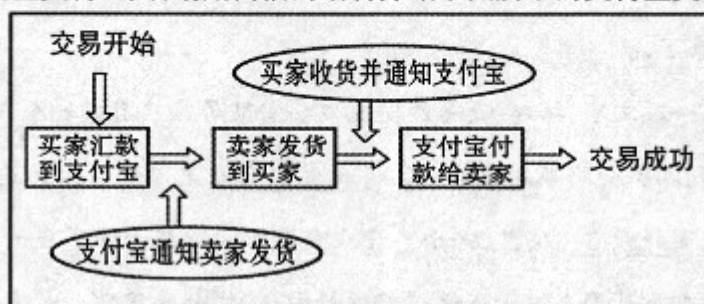 交易开始
买家收货并通知支付宝
买家汇款
到支付宝
卖家发货
到买家
支付宝付
款给卖家
交易成功
支付宝通知卖家发货